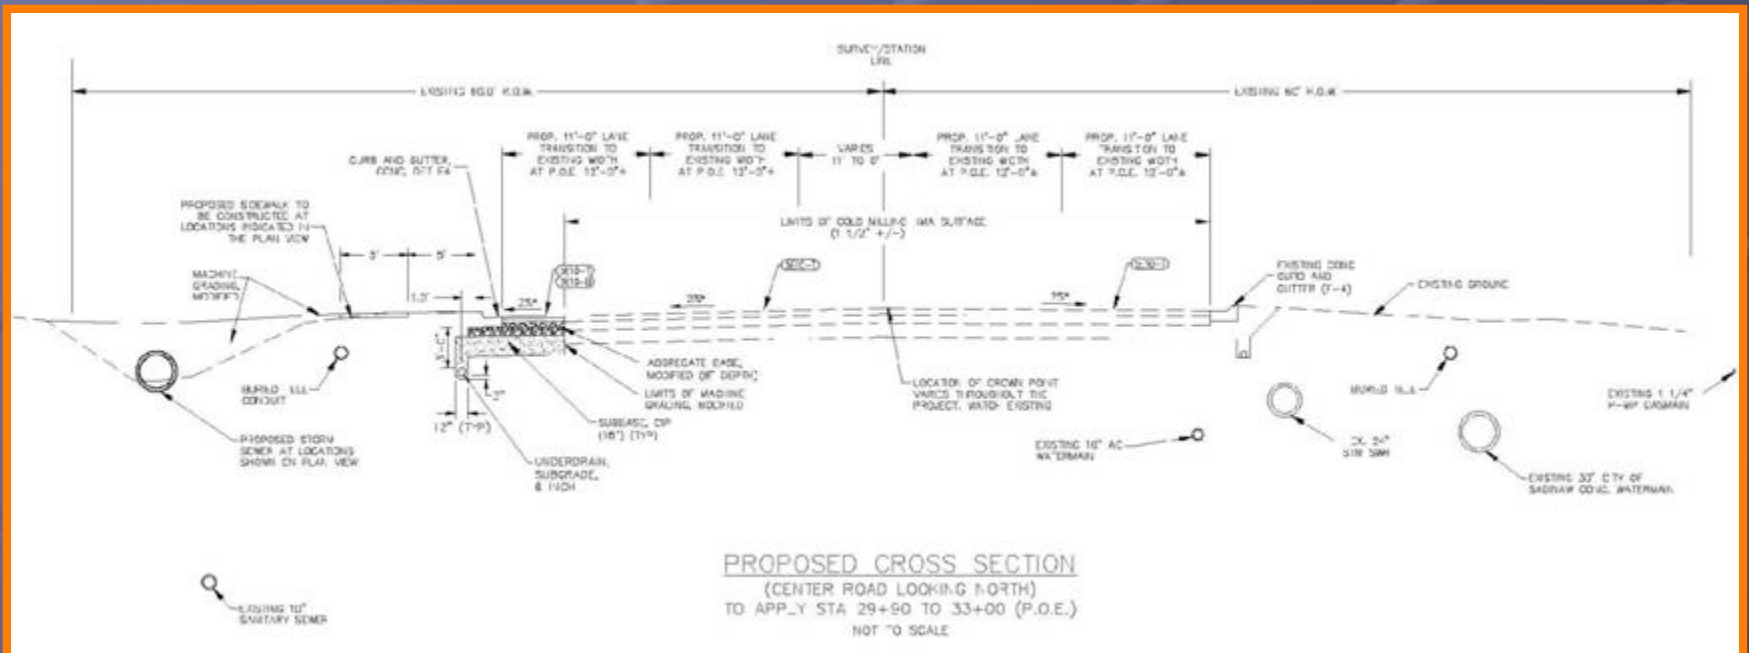 SURVEY/STATION
LINE
EXISTING 60.0' R.O.W.
EXISTING 60' R.O.W.
PROP. 11'-0" LANE
TRANSITION TO
EXISTING WIDTH
AT P.O.E. 12'-0"±
PROP. 11'-0" LANE
TRANSITION TO
EXISTING WIDTH
AT P.O.E. 12'-0"±
VARIES
11' TO 0'
PROP. 11'-0" LANE
TRANSITION TO
EXISTING WIDTH
AT P.O.E. 12'-0"±
PROP. 11'-0" LANE
TRANSITION TO
EXISTING WIDTH
AT P.O.E. 12'-0"±
CURB AND GUTTER,
CONC, DET F4
PROPOSED SIDEWALK TO
BE CONSTRUCTED AT
LOCATIONS INDICATED IN
THE PLAN VIEW
LIMITS OF COLD MILLING HMA SURFACE
(1 1/2" +/-)
5'
MACHINE
GRADING,
MODIFIED
EXISTING CONC
CURB AND
GUTTER (F-4)
EXISTING GROUND
AGGREGATE BASE,
MODIFIED (8" DEPTH)
LIMITS OF MACHINE
GRADING, MODIFIED
SUBBASE, CIP
(18") (TYP)
12" (TYP)
UNDERDRAIN,
SUBGRADE,
6 INCH
BURIED
CONDUIT
PROPOSED STORM
SEWER AT LOCATIONS
SHOWN ON PLAN VIEW
LOCATION OF CROWN POINT
VARIES THROUGHOUT THE
PROJECT. MATCH EXISTING
EXISTING 16" AC
WATERMAIN
BURIED
EX. 24"
STM SWR
EXISTING 1 1/4"
GASMAIN
EXISTING 30" CITY OF
SAGINAW CONC. WATERMAIN
EXISTING 10"
SANITARY SEWER
PROPOSED CROSS SECTION
(CENTER ROAD LOOKING NORTH)
TO APPLY STA 29+90 TO 33+00 (P.O.E.)
NOT TO SCALE